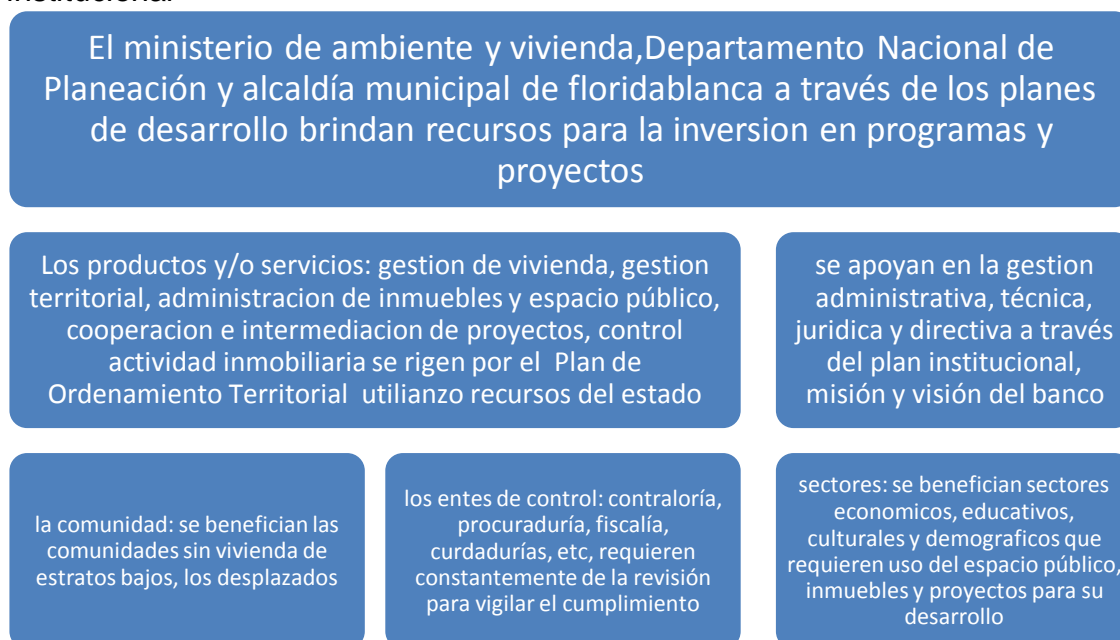 institucional
El ministerio de ambiente y vivienda,Departamento Nacional de
Planeación y alcaldía municipal de floridablanca a través de los planes
de desarrollo brindan recursos para la inversion en programas y
proyectos
Los productos y/o servicios: gestion de vivienda, gestion
territorial, administracion de inmuebles y espacio público,
cooperacion e intermediacion de proyectos, control
actividad inmobiliaria se rigen por el Plan de
Ordenamiento Territorial utilianzo recursos del estado
se apoyan en la gestion
administrativa, técnica,
juridica y directiva a través
del plan institucional,
misión y visión del banco
la comunidad: se benefician las
comunidades sin vivienda de
estratos bajos, los desplazados
los entes de control: contraloría,
procuraduría, fiscalía,
curdadurías, etc, requieren
constantemente de la revisión
para vigilar el cumplimiento
sectores: se benefician sectores
economicos, educativos,
culturales y demograficos que
requieren uso del espacio público,
inmuebles y proyectos para su
desarrollo